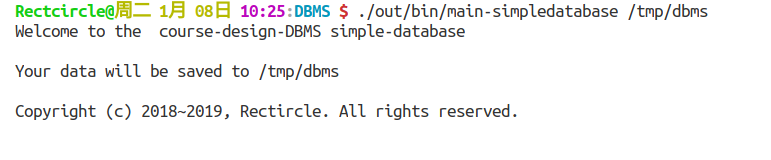 Rectcircle@周二 1月 08日 10:25:DBMS $ ./out/bin/main-simpledatabase /tmp/dbms
Welcome to the  course-design-DBMS simple-database
Your data will be saved to /tmp/dbms
Copyright (c) 2018~2019, Rectircle. All rights reserved.